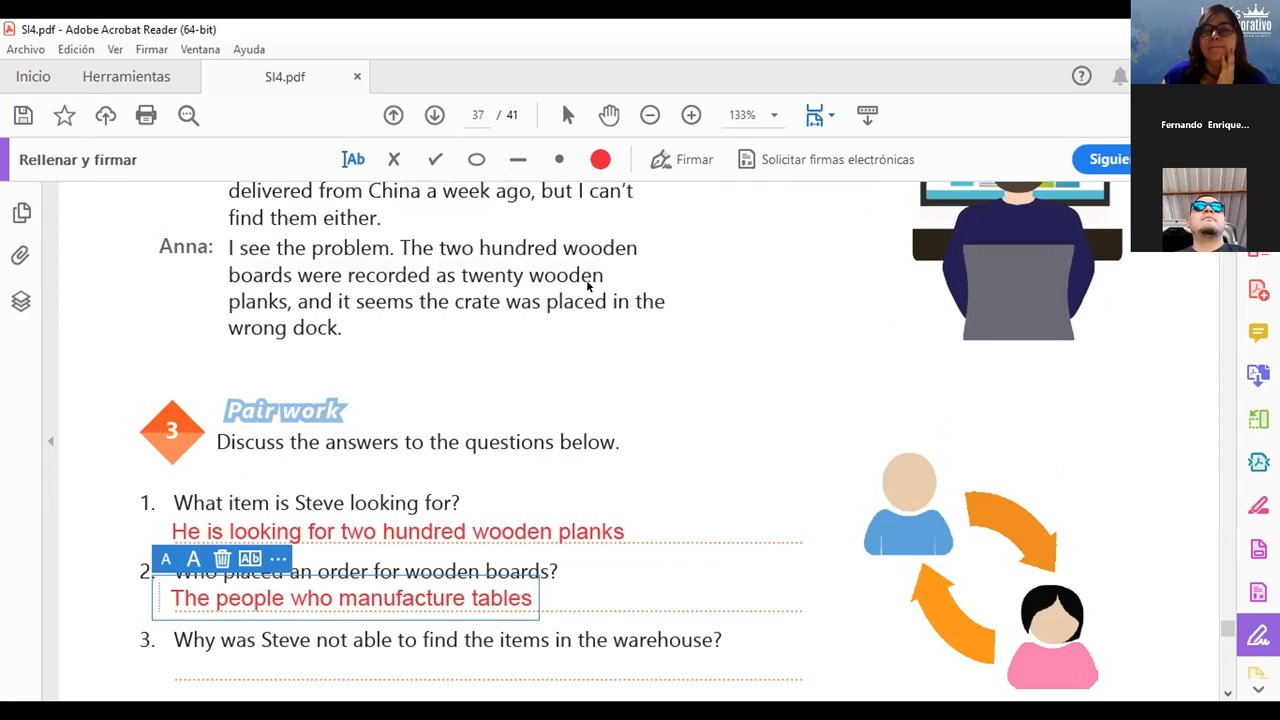 SI4.pdf - Adobe Acrobat Reader (64-bit)
Archivo Edición Ver Firmar Ventana Ayuda
Inicio Herramientas SI4.pdf ×
37 / 41 133%
Rellenar y firmar Ab Firmar Solicitar firmas electrónicas Siguie
Fernando Enrique...
delivered from China a week ago, but I can't
find them either.
Anna: I see the problem. The two hundred wooden
boards were recorded as twenty wooden
planks, and it seems the crate was placed in the
wrong dock.
3 Pair work
Discuss the answers to the questions below.
1. What item is Steve looking for?
He is looking for two hundred wooden planks
A A Ab ...
2. Who placed an order for wooden boards?
The people who manufacture tables
3. Why was Steve not able to find the items in the warehouse?